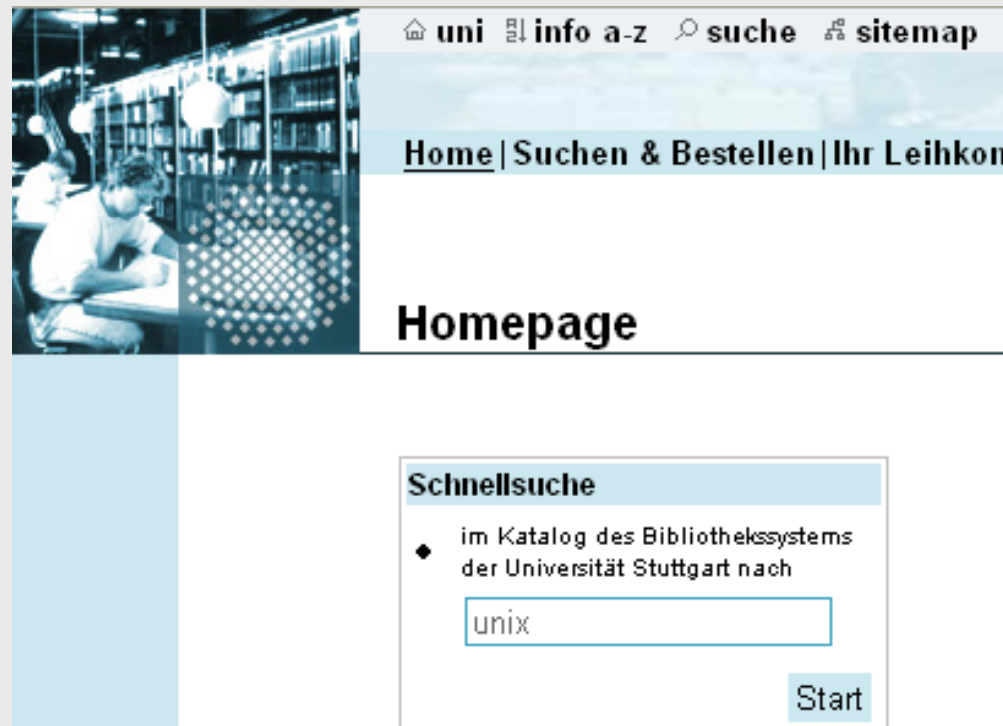 uni info a-z suche sitemap
Home|Suchen & Bestellen|Ihr Leihkon
Homepage
Schnellsuche
im Katalog des Bibliothekssystems
der Universität Stuttgart nach
unix
Start